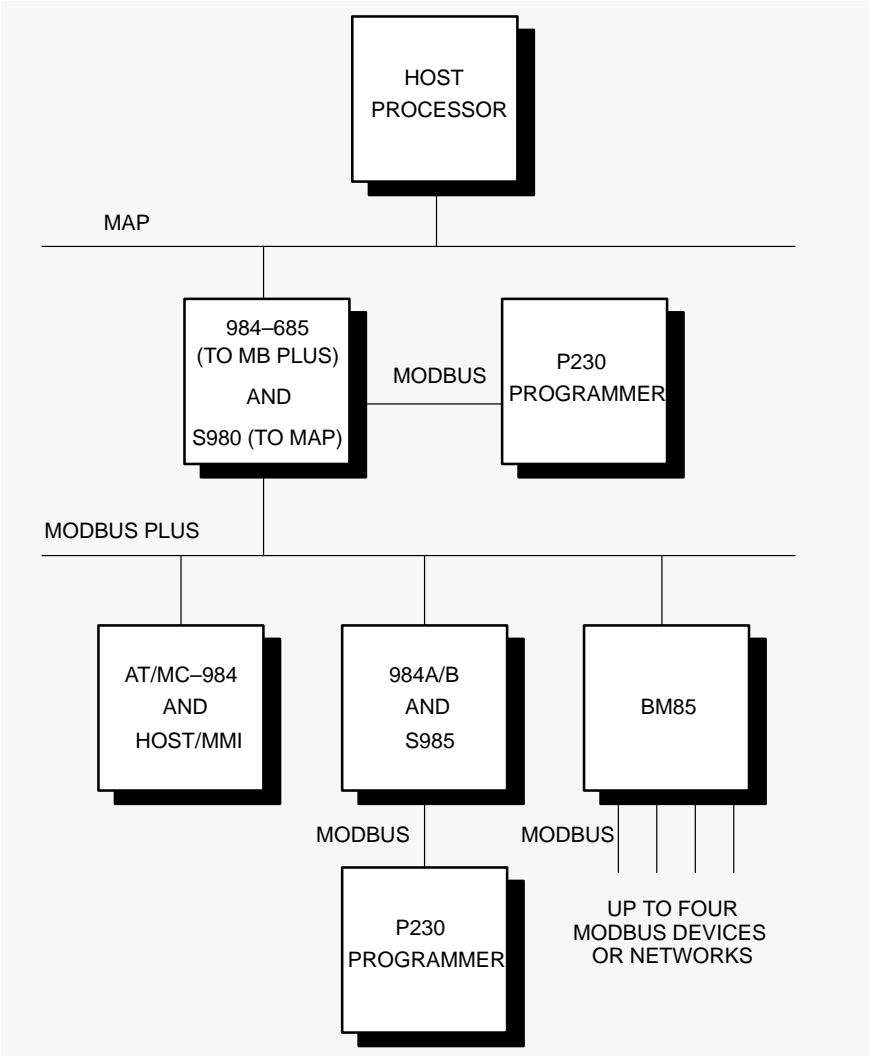 HOST
PROCESSOR
MAP
984–685
(TO MB PLUS)
AND
S980 (TO MAP)
MODBUS
P230
PROGRAMMER
MODBUS PLUS
AT/MC–984
AND
HOST/MMI
984A/B
AND
S985
BM85
MODBUS
MODBUS
P230
PROGRAMMER
UP TO FOUR
MODBUS DEVICES
OR NETWORKS